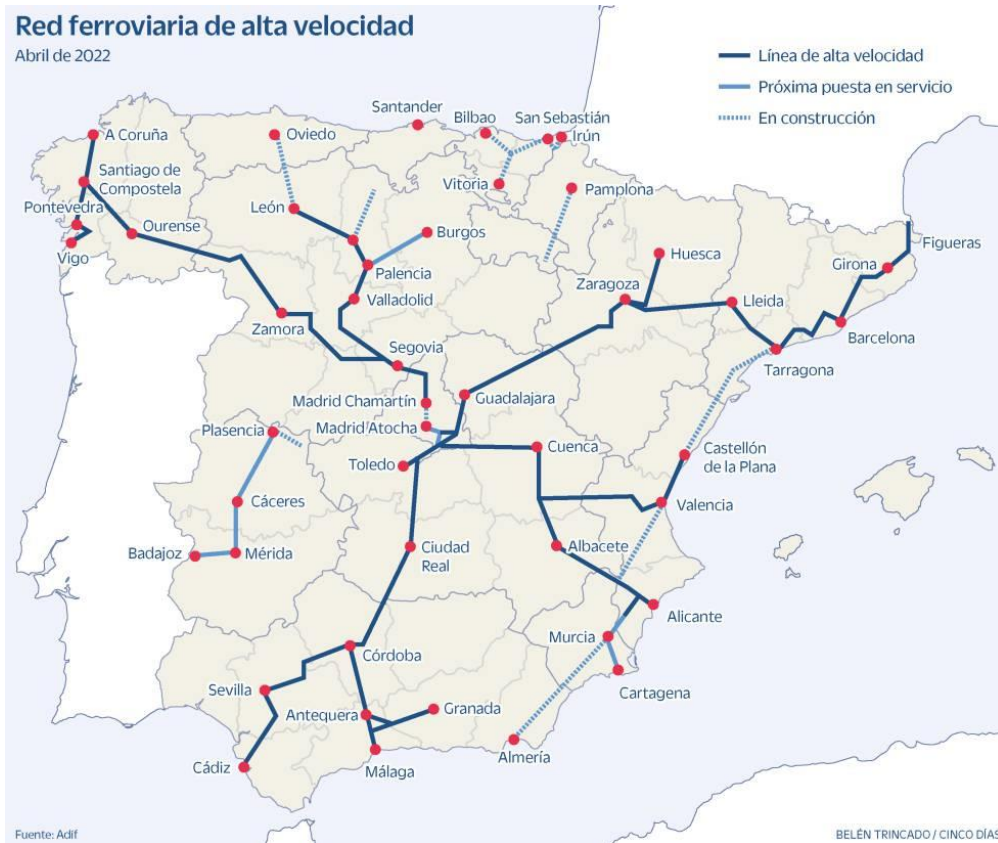 Red ferroviaria de alta velocidad
Abril de 2022
Línea de alta velocidad
Próxima puesta en servicio
En construcción
Santander
Bilbao
San Sebastián
Irún
A Coruña
Oviedo
Santiago de
Compostela
Vitoria
Pamplona
Pontevedra
León
Ourense
Burgos
Vigo
Palencia
Huesca
Figueras
Girona
Valladolid
Zaragoza
Lleida
Zamora
Barcelona
Segovia
Tarragona
Madrid Chamartín
Guadalajara
Plasencia
Madrid Atocha
Toledo
Cuenca
Castellón
de la Plana
Cáceres
Valencia
Badajoz
Mérida
Ciudad
Real
Albacete
Alicante
Murcia
Córdoba
Cartagena
Sevilla
Antequera
Granada
Almería
Cádiz
Málaga
Fuente: Adif
BELÉN TRINCADO / CINCO DÍAS